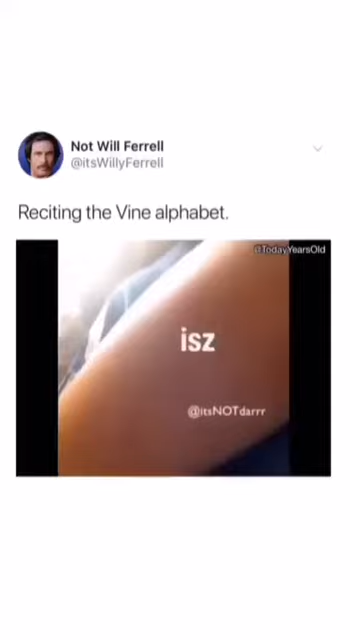 Not Will Ferrell
@itsWillyFerrell
Reciting the Vine alphabet.
@TodayYearsOld
isz
@itsNOTdarrr